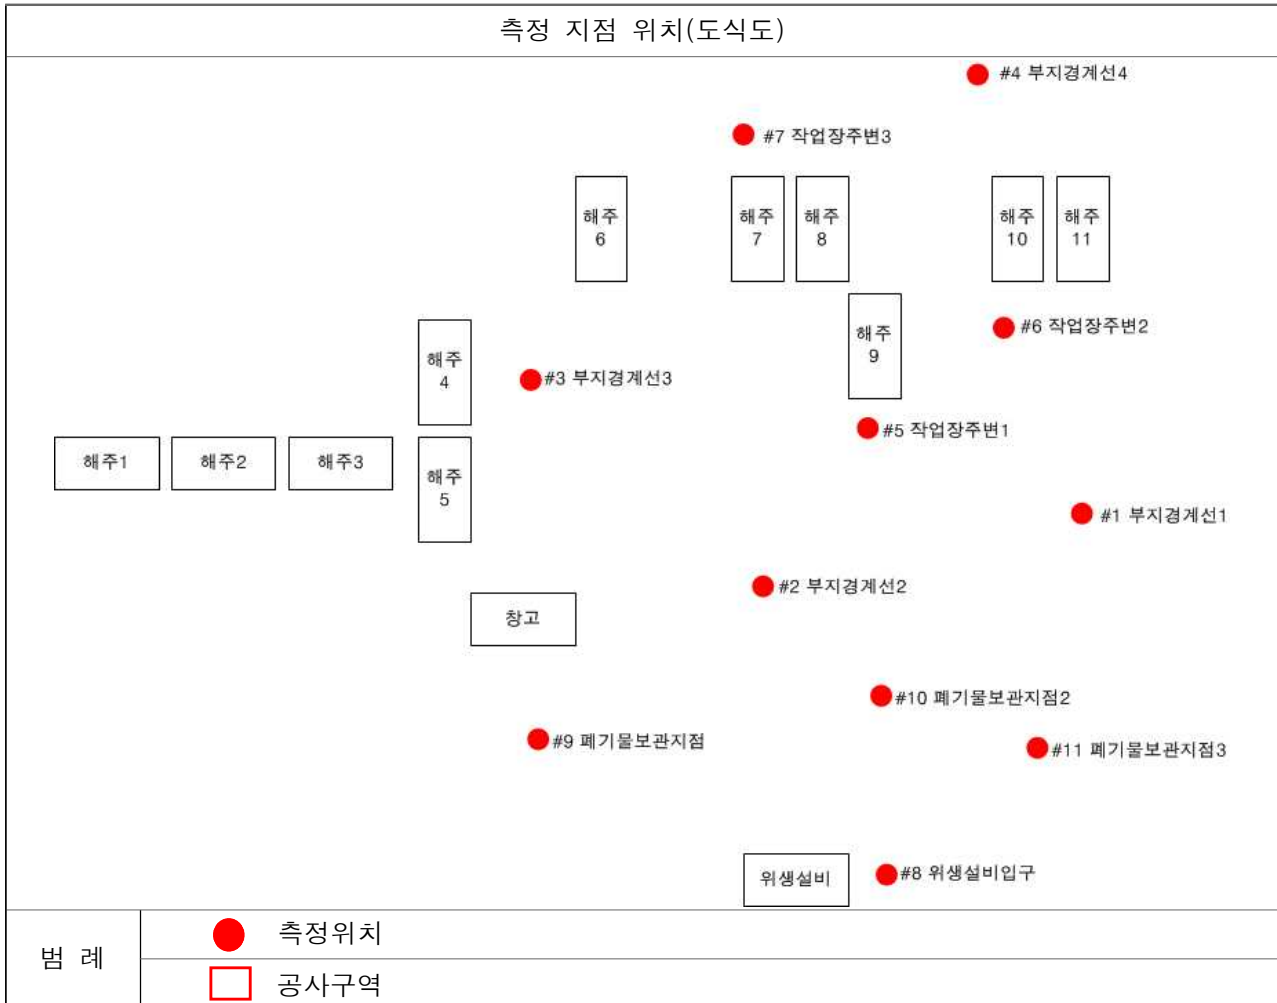 측정 지점 위치(도식도)
#4 부지경계선4
#7 작업장주변3
해주
6
해주
7
해주
8
해주
10
해주
11
해주
9
#6 작업장주변2
해주
4
#3 부지경계선3
#5 작업장주변1
해주1
해주2
해주3
해주
5
#1 부지경계선1
#2 부지경계선2
창고
#10 폐기물보관지점2
#9 폐기물보관지점
#11 폐기물보관지점3
위생설비
#8 위생설비입구
범 례
측정위치
공사구역